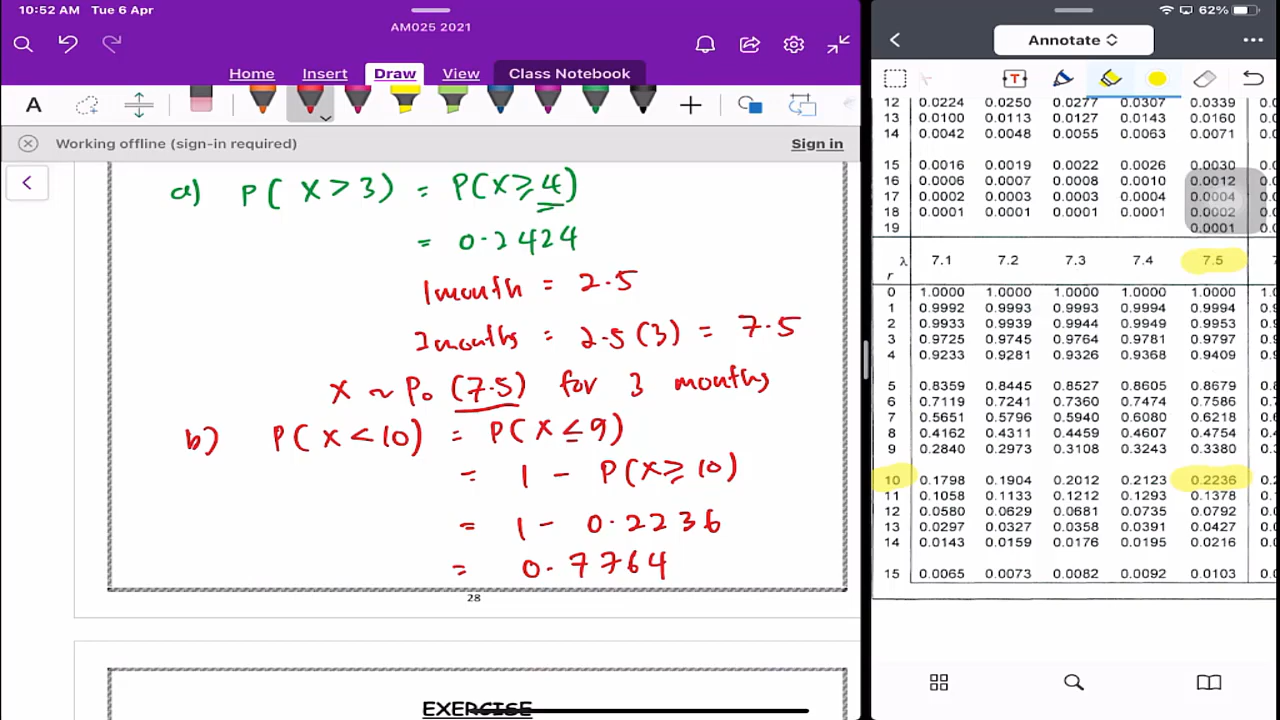 10:52 AM Tue 6 Apr
AM025 2021
Home Insert Draw View Class Notebook
A
Working offline (sign-in required) Sign in
a) P( X > 3 ) = P(X ≥ 4)
= 0.2424
1month = 2.5
3months = 2.5 (3) = 7.5
X ~ Po (7.5) for 3 months
b) P( X < 10 ) = P( X ≤ 9 )
= 1 - P(X ≥ 10)
= 1 - 0.2236
= 0.7764
28
EXERCISE
62%
Annotate
T
12 0.0224 0.0250 0.0277 0.0307 0.0339
13 0.0100 0.0113 0.0127 0.0143 0.0160
14 0.0042 0.0048 0.0055 0.0063 0.0071
15 0.0016 0.0019 0.0022 0.0026 0.0030
16 0.0006 0.0007 0.0008 0.0010 0.0012
17 0.0002 0.0003 0.0003 0.0004 0.0004
18 0.0001 0.0001 0.0001 0.0001 0.0002
19 0.0001
λ 7.1 7.2 7.3 7.4 7.5
r
0 1.0000 1.0000 1.0000 1.0000 1.0000
1 0.9992 0.9993 0.9993 0.9994 0.9994
2 0.9933 0.9939 0.9944 0.9949 0.9953
3 0.9725 0.9745 0.9764 0.9781 0.9797
4 0.9233 0.9281 0.9326 0.9368 0.9409
5 0.8359 0.8445 0.8527 0.8605 0.8679
6 0.7119 0.7241 0.7360 0.7474 0.7586
7 0.5651 0.5796 0.5940 0.6080 0.6218
8 0.4162 0.4311 0.4459 0.4607 0.4754
9 0.2840 0.2973 0.3108 0.3243 0.3380
10 0.1798 0.1904 0.2012 0.2123 0.2236
11 0.1058 0.1133 0.1212 0.1293 0.1378
12 0.0580 0.0629 0.0681 0.0735 0.0792
13 0.0297 0.0327 0.0358 0.0391 0.0427
14 0.0143 0.0159 0.0176 0.0195 0.0216
15 0.0065 0.0073 0.0082 0.0092 0.0103